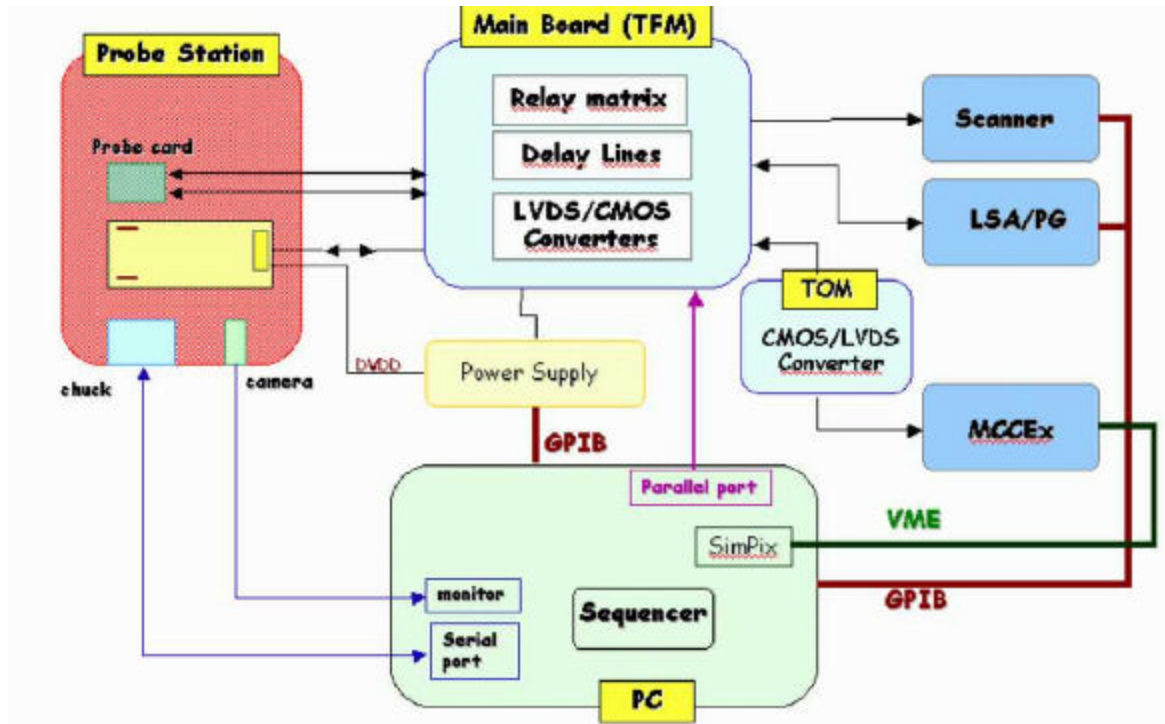 Main Board (TFM)
Probe Station
Relay matrix
Scanner
Probe card
Delay Lines
LVDS/CMOS
Converters
LSA/PG
TOM
CMOS/LVDS
Converter
chuck
camera
DVDD
Power Supply
MCCEx
GPIB
Parallel port
VME
SimPix
monitor
Sequencer
GPIB
Serial
port
PC